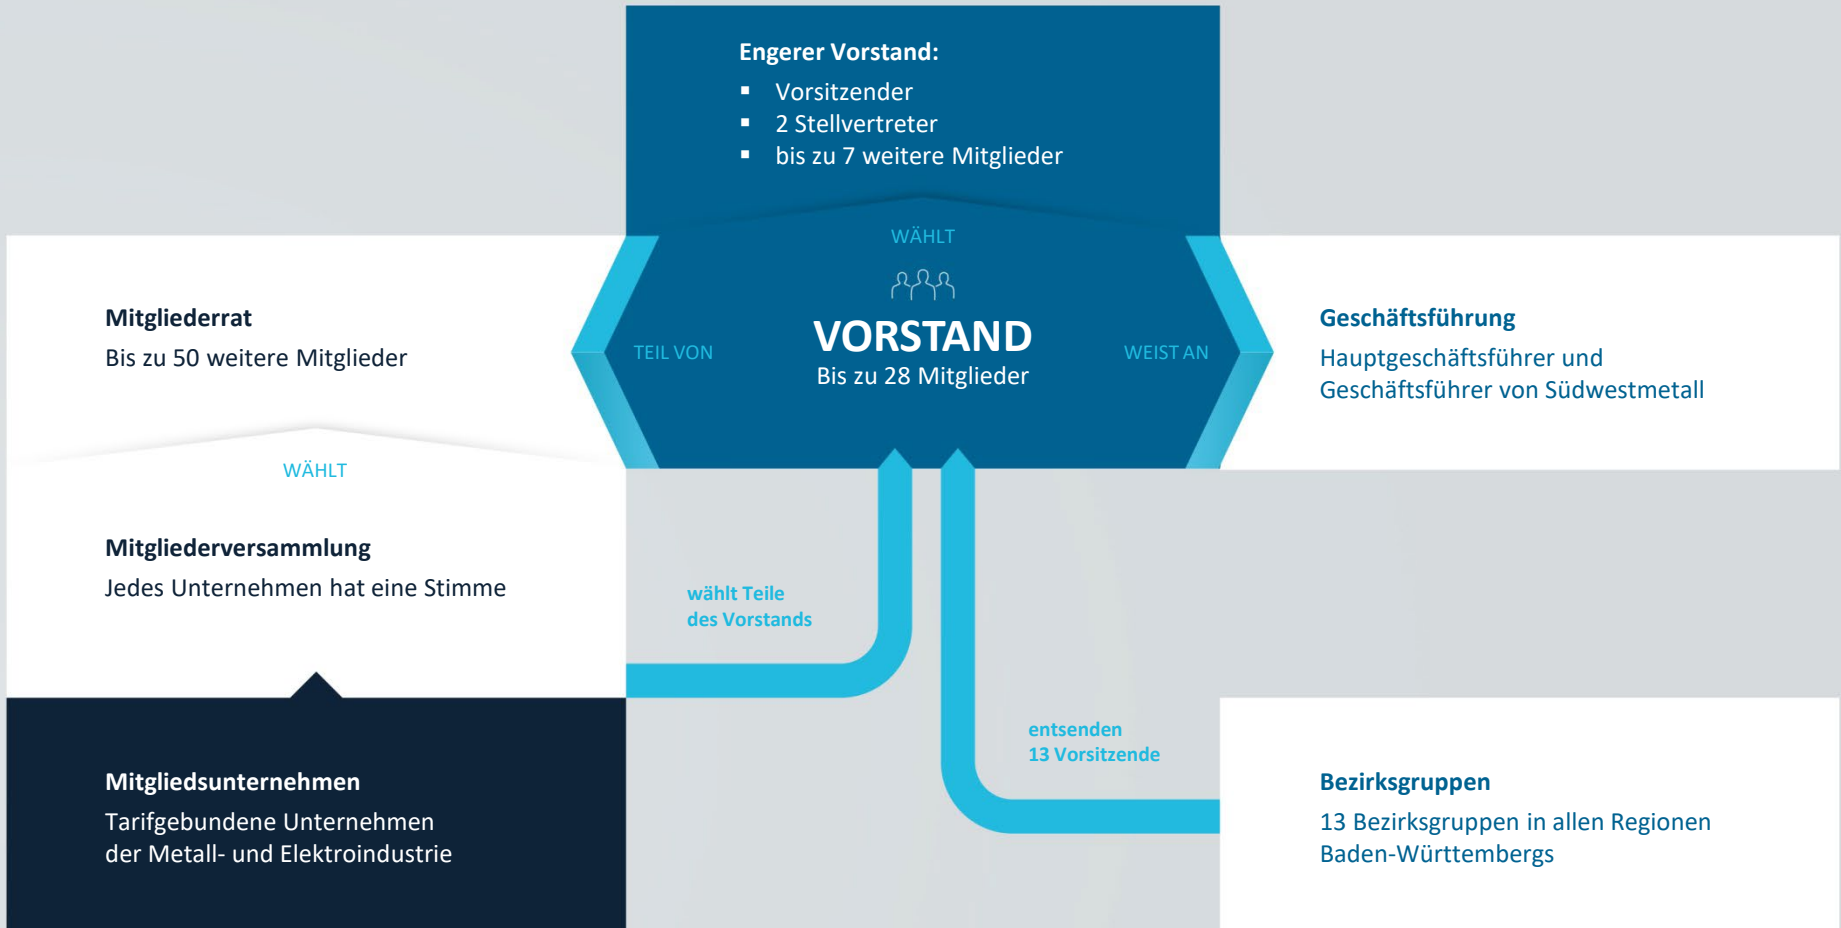 Engerer Vorstand:
▪ Vorsitzender
▪ 2 Stellvertreter
▪ bis zu 7 weitere Mitglieder
WÄHLT
VORSTAND
Bis zu 28 Mitglieder
TEIL VON
WEIST AN
Mitgliederrat
Bis zu 50 weitere Mitglieder
WÄHLT
Mitgliederversammlung
Jedes Unternehmen hat eine Stimme
Mitgliedsunternehmen
Tarifgebundene Unternehmen
der Metall- und Elektroindustrie
wählt Teile
des Vorstands
entsenden
13 Vorsitzende
Geschäftsführung
Hauptgeschäftsführer und
Geschäftsführer von Südwestmetall
Bezirksgruppen
13 Bezirksgruppen in allen Regionen
Baden-Württembergs